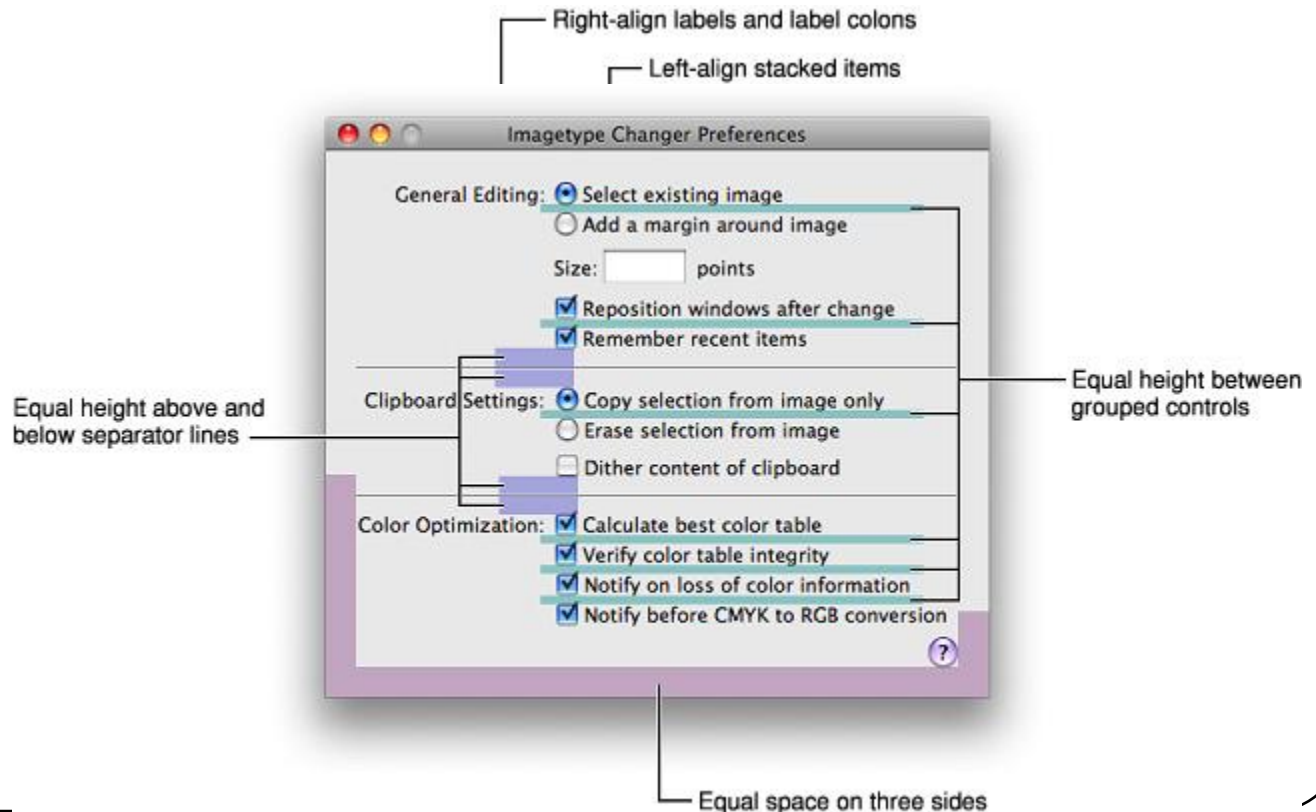 Right-align labels and label colons
Left-align stacked items
Imagetype Changer Preferences
General Editing: Select existing image
Add a margin around image
Size: points
Reposition windows after change
Remember recent items
Equal height above and
below separator lines
Clipboard Settings: Copy selection from image only
Erase selection from image
Dither content of clipboard
Equal height between
grouped controls
Color Optimization: Calculate best color table
Verify color table integrity
Notify on loss of color information
Notify before CMYK to RGB conversion
?
Equal space on three sides